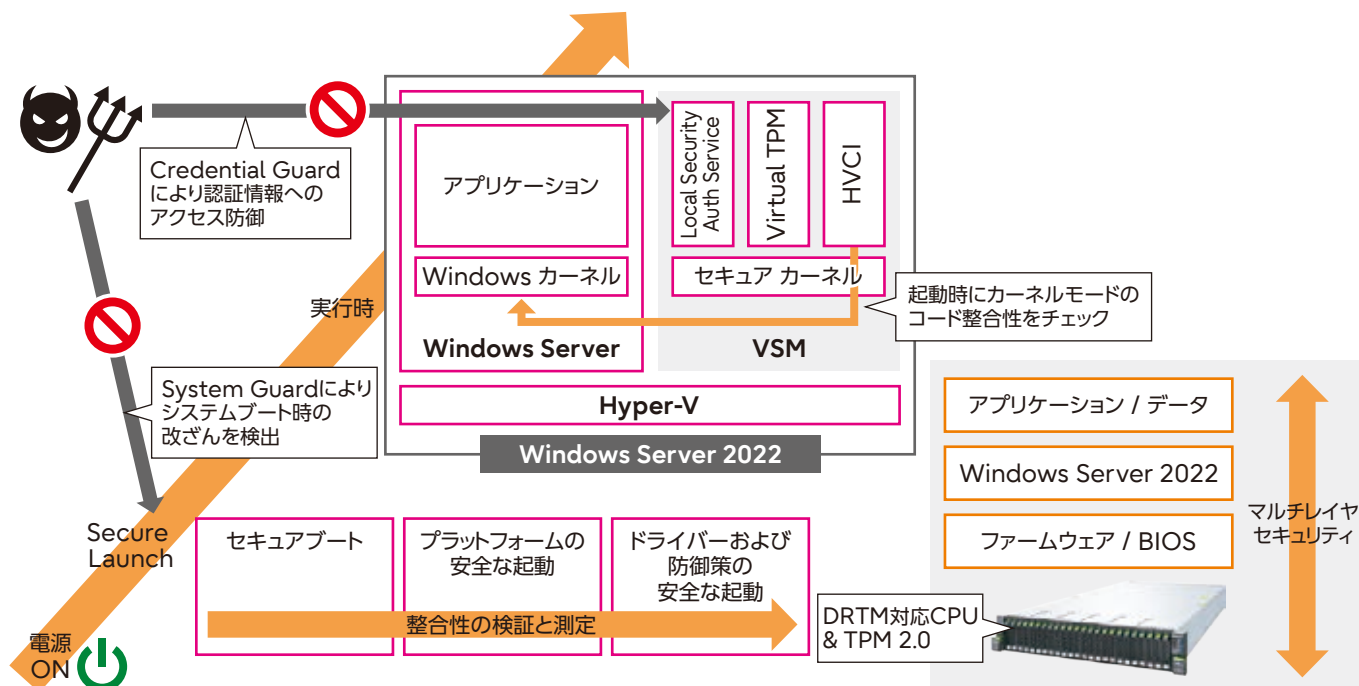 Credential Guard
により認証情報への
アクセス防御
アプリケーション
Windows カーネル
Windows Server
Local Security
Auth Service
Virtual TPM
HVCI
セキュア カーネル
VSM
起動時にカーネルモードの
コード整合性をチェック
Hyper-V
Windows Server 2022
実行時
System Guardにより
システムブート時の
改ざんを検出
Secure
Launch
電源
ON
セキュアブート
プラットフォームの
安全な起動
ドライバーおよび
防御策の
安全な起動
整合性の検証と測定
アプリケーション / データ
Windows Server 2022
ファームウェア / BIOS
マルチレイヤ
セキュリティ
DRTM対応CPU
& TPM 2.0